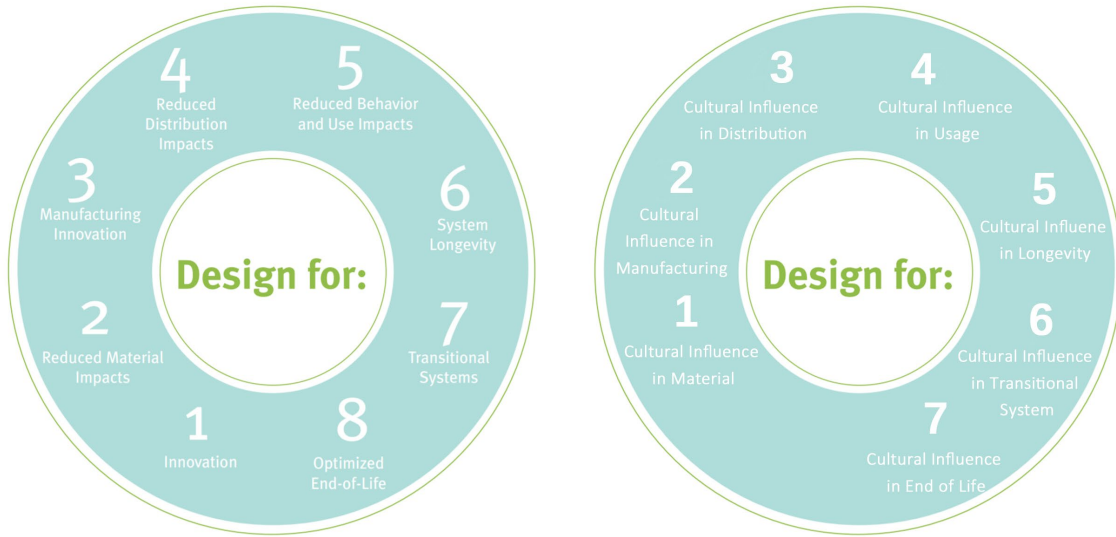 4
Reduced
Distribution
Impacts
5
Reduced Behavior
and Use Impacts
3
Manufacturing
Innovation
6
System
Longevity
Design for:
2
Reduced Material
Impacts
7
Transitional
Systems
1
Innovation
8
Optimized
End-of-Life
3
Cultural Influence
in Distribution
4
Cultural Influence
in Usage
2
Cultural
Influence in
Manufacturing
5
Cultural Influene
in Longevity
Design for:
1
Cultural Influence
in Material
6
Cultural Influence
in Transitional
System
7
Cultural Influence
in End of Life